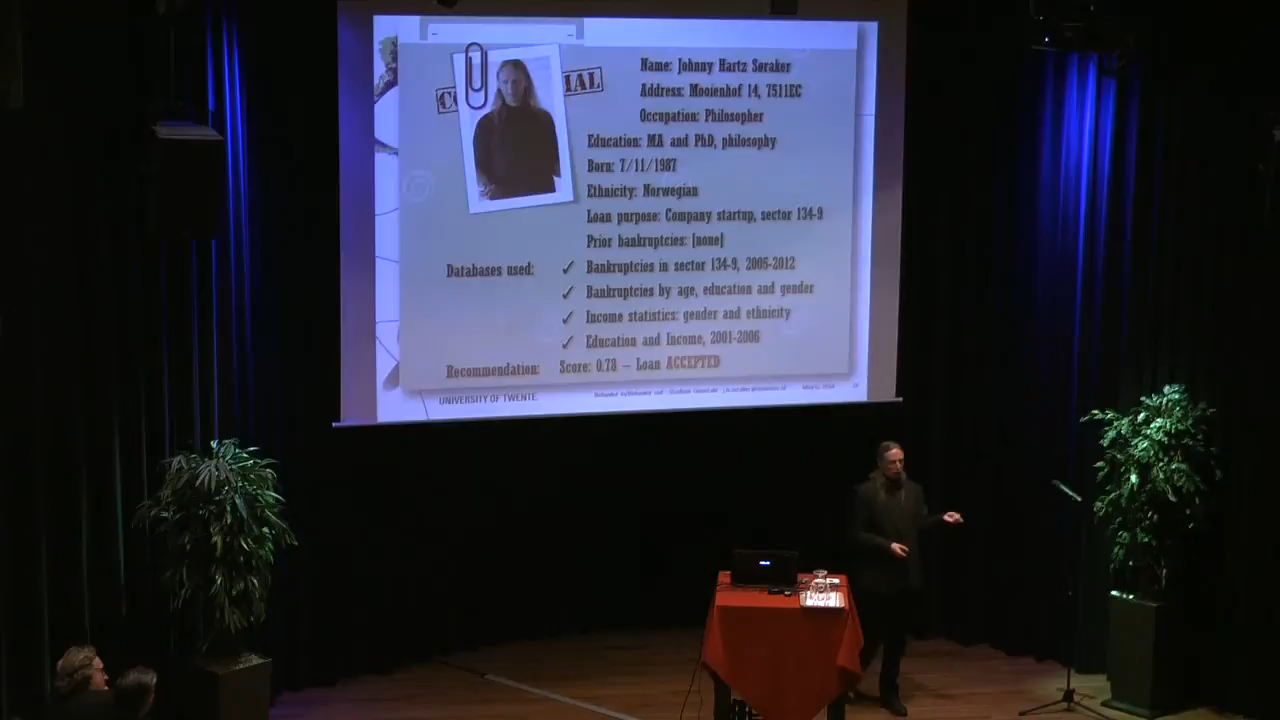 Name: Johnny Hartz Søraker
Address: Mooienhof 14, 7511EC
Occupation: Philosopher
Education: MA and PhD, philosophy
Born: 7/11/1987
Ethnicity: Norwegian
Loan purpose: Company startup, sector 134-9
Prior bankruptcies: [none]
Databases used: ✓ Bankruptcies in sector 134-9, 2005-2012
✓ Bankruptcies by age, education and gender
✓ Income statistics: gender and ethnicity
✓ Education and Income, 2001-2006
Recommendation: Score: 0.78 – Loan ACCEPTED
UNIVERSITY OF TWENTE.